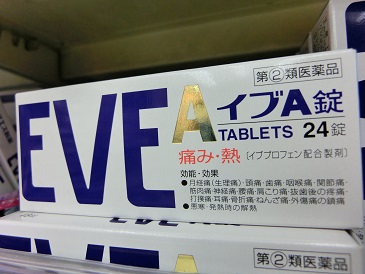 第②類医薬品
EVE A イブA錠
TABLETS 24錠
痛み・熱 [イブプロフェン配合製剤]
効能・効果
●月経痛(生理痛)・頭痛・歯痛・咽喉痛・関節痛・
筋肉痛・神経痛・腰痛・肩こり痛・抜歯後の疼痛・
打撲痛・耳痛・骨折痛・ねんざ痛・外傷痛の鎮痛
●悪寒・発熱時の解熱
第②類医薬品
EVE A